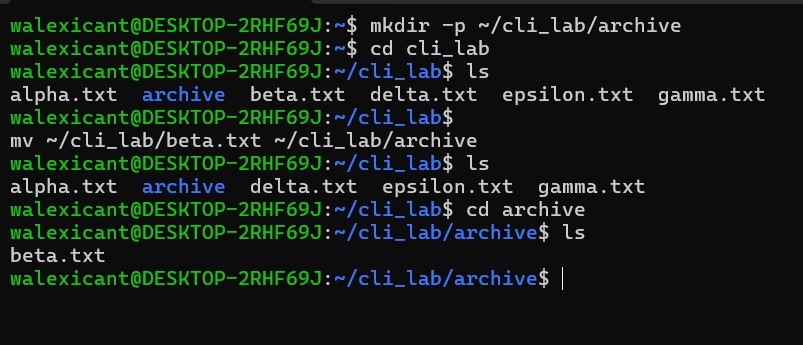 walexicant@DESKTOP-2RHF69J:~$ mkdir -p ~/cli_lab/archive
walexicant@DESKTOP-2RHF69J:~$ cd cli_lab
walexicant@DESKTOP-2RHF69J:~/cli_lab$ ls
alpha.txt  archive  beta.txt  delta.txt  epsilon.txt  gamma.txt
walexicant@DESKTOP-2RHF69J:~/cli_lab$
mv ~/cli_lab/beta.txt ~/cli_lab/archive
walexicant@DESKTOP-2RHF69J:~/cli_lab$ ls
alpha.txt  archive  delta.txt  epsilon.txt  gamma.txt
walexicant@DESKTOP-2RHF69J:~/cli_lab$ cd archive
walexicant@DESKTOP-2RHF69J:~/cli_lab/archive$ ls
beta.txt
walexicant@DESKTOP-2RHF69J:~/cli_lab/archive$